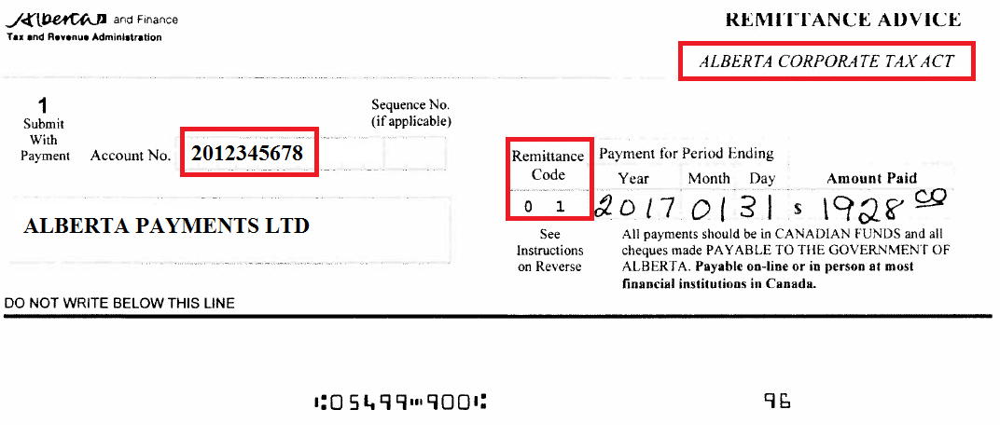 Alberta and Finance
Tax and Revenue Administration
REMITTANCE ADVICE
ALBERTA CORPORATE TAX ACT
1
Submit
With
Payment
Sequence No.
(if applicable)
Account No. 2012345678
ALBERTA PAYMENTS LTD
Remittance
Code
0 1
See
Instructions
on Reverse
Payment for Period Ending
Year Month Day Amount Paid
2017 01 31 $ 1928 00
All payments should be in CANADIAN FUNDS and all
cheques made PAYABLE TO THE GOVERNMENT OF
ALBERTA. Payable on-line or in person at most
financial institutions in Canada.
DO NOT WRITE BELOW THIS LINE
⑆05499⑉900⑆ 96